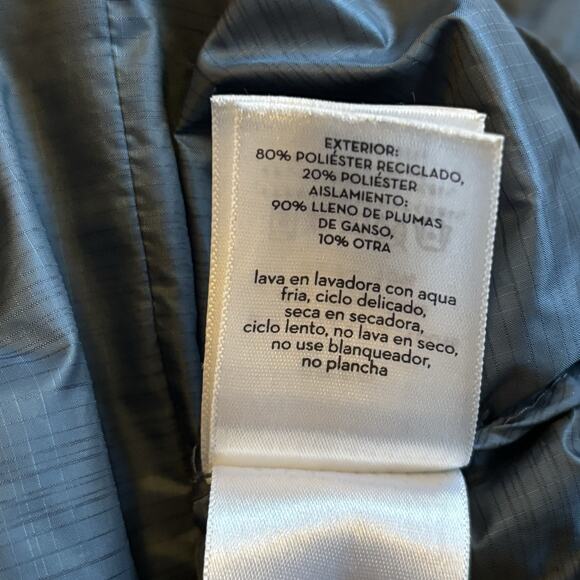 EXTERIOR:
80% POLIÉSTER RECICLADO,
20% POLIÉSTER
AISLAMIENTO:
90% LLENO DE PLUMAS
DE GANSO,
10% OTRA
lava en lavadora con aqua
fria, ciclo delicado,
seca en secadora,
ciclo lento, no lava en seco,
no use blanqueador,
no plancha